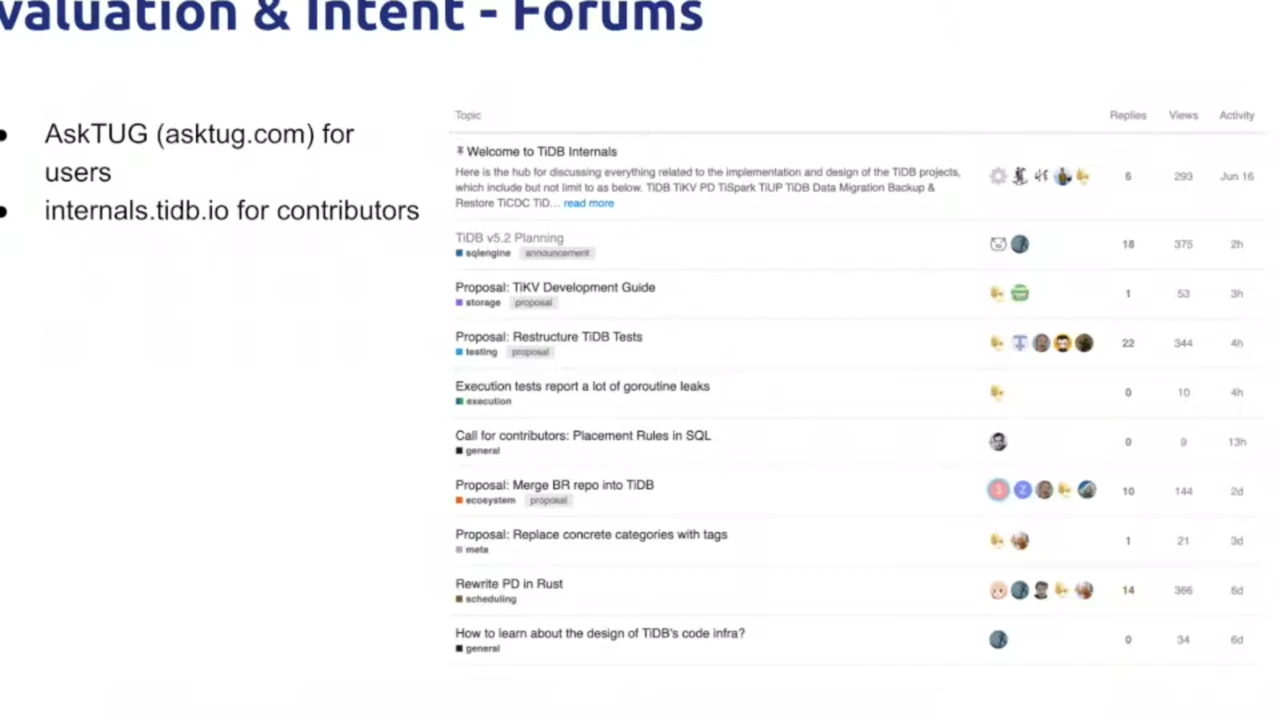 valuation & Intent - Forums
• AskTUG (asktug.com) for
users
• internals.tidb.io for contributors
Topic Replies Views Activity
Welcome to TiDB Internals
Here is the hub for discussing everything related to the implementation and design of the TiDB projects,
which include but not limit to as below. TiDB TiKV PD TiSpark TiUP TiDB Data Migration Backup &
Restore TiCDC TiD... read more
6 293 Jun 16
TiDB v5.2 Planning
sqlengine announcement
18 375 2h
Proposal: TiKV Development Guide
storage proposal
1 53 3h
Proposal: Restructure TiDB Tests
testing proposal
22 344 4h
Execution tests report a lot of goroutine leaks
execution
0 10 4h
Call for contributors: Placement Rules in SQL
general
0 9 13h
Proposal: Merge BR repo into TiDB
ecosystem proposal
10 144 2d
Proposal: Replace concrete categories with tags
meta
1 21 3d
Rewrite PD in Rust
scheduling
14 366 6d
How to learn about the design of TiDB's code infra?
general
0 34 6d